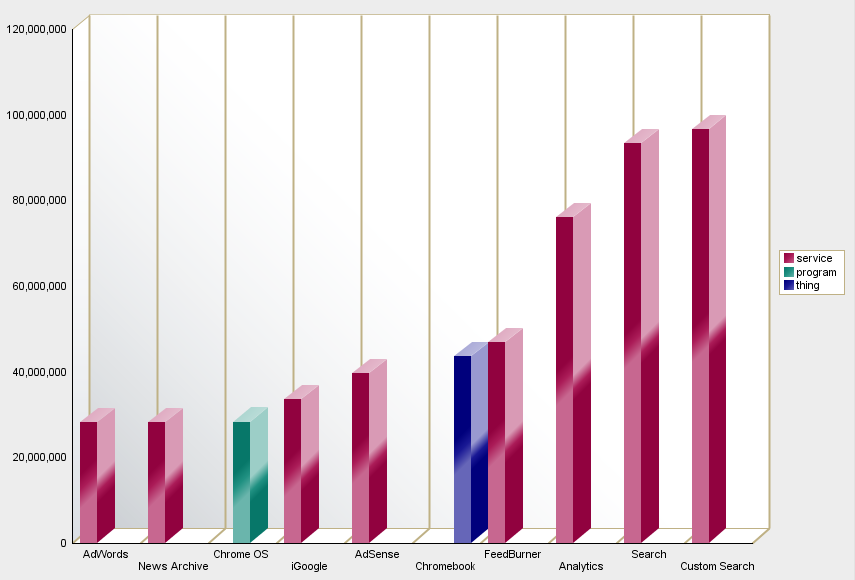 120,000,000
100,000,000
80,000,000
60,000,000
40,000,000
20,000,000
0
service
program
thing
AdWords
News Archive
Chrome OS
iGoogle
AdSense
Chromebook
FeedBurner
Analytics
Search
Custom Search